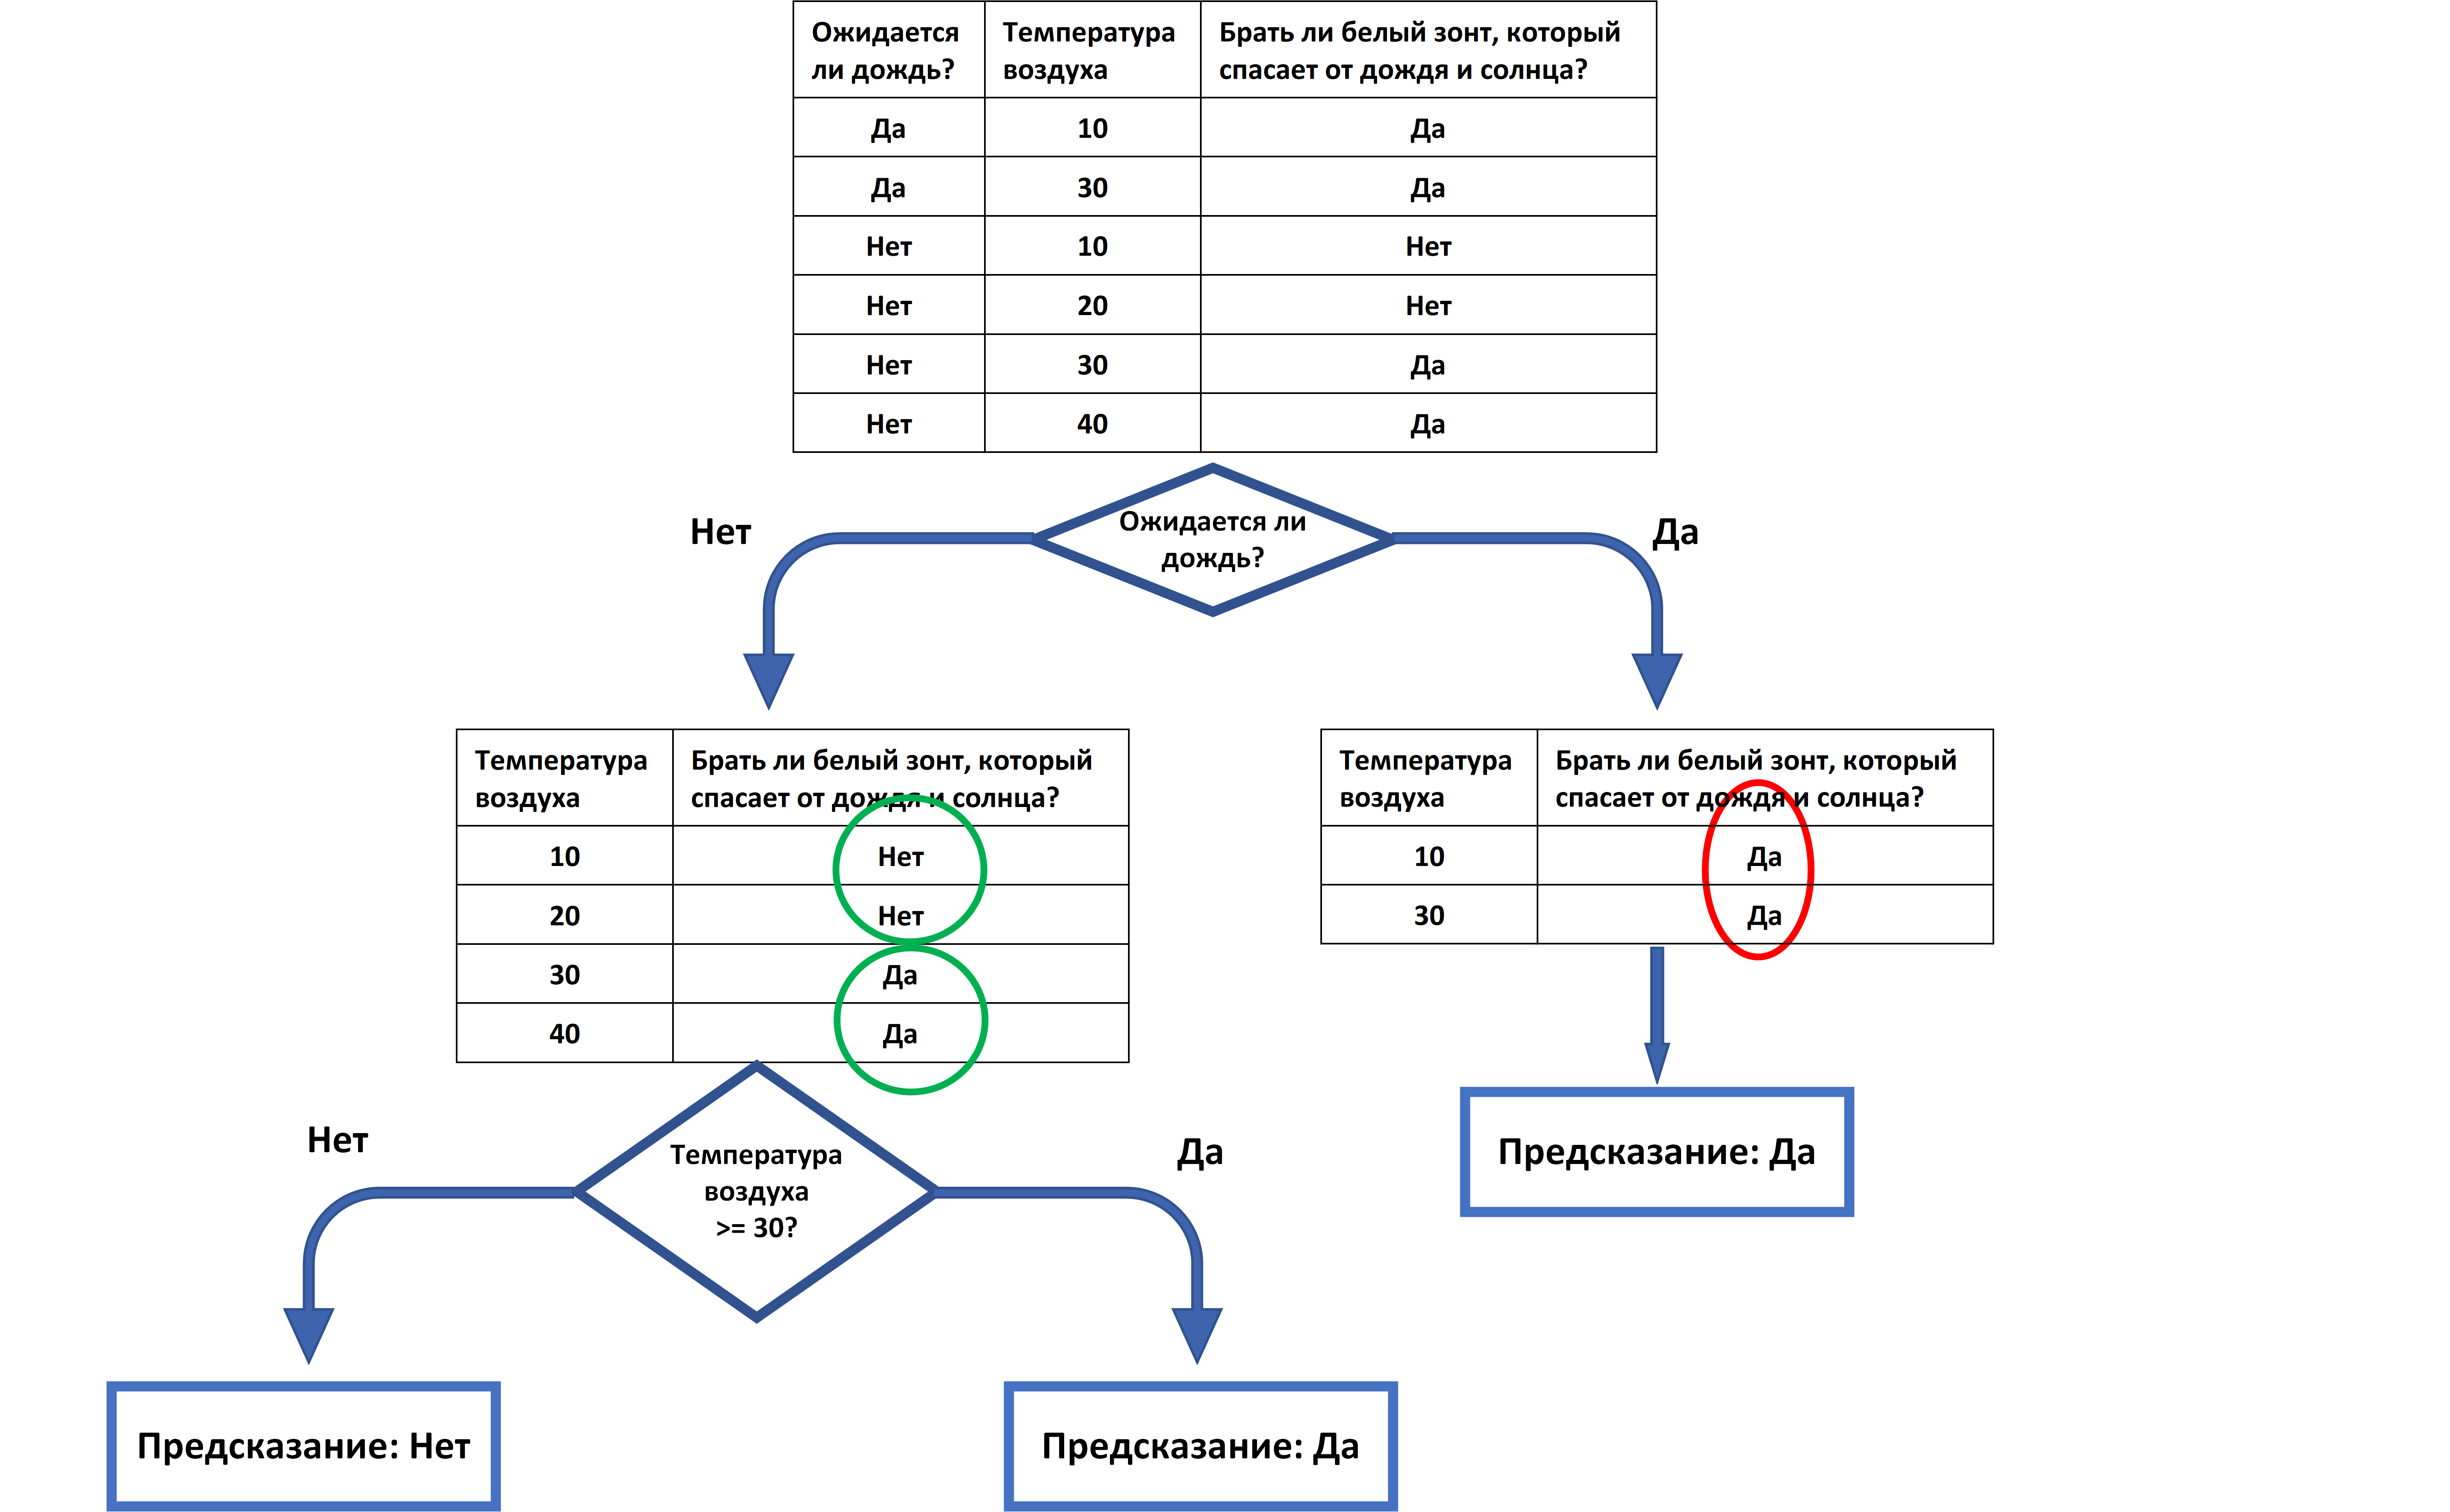 Ожидается Температура Брать ли белый зонт, который
ли дождь? воздуха спасает от дождя и солнца?
Да 10 Да
Да 30 Да
Нет 10 Нет
Нет 20 Нет
Нет 30 Да
Нет 40 Да
Нет
Ожидается ли
дождь?
Да
Температура Брать ли белый зонт, который
воздуха спасает от дождя и солнца?
10 Нет
20 Нет
30 Да
40 Да
Температура Брать ли белый зонт, который
воздуха спасает от дождя и солнца?
10 Да
30 Да
Нет
Температура
воздуха
>= 30?
Да
Предсказание: Да
Предсказание: Нет
Предсказание: Да